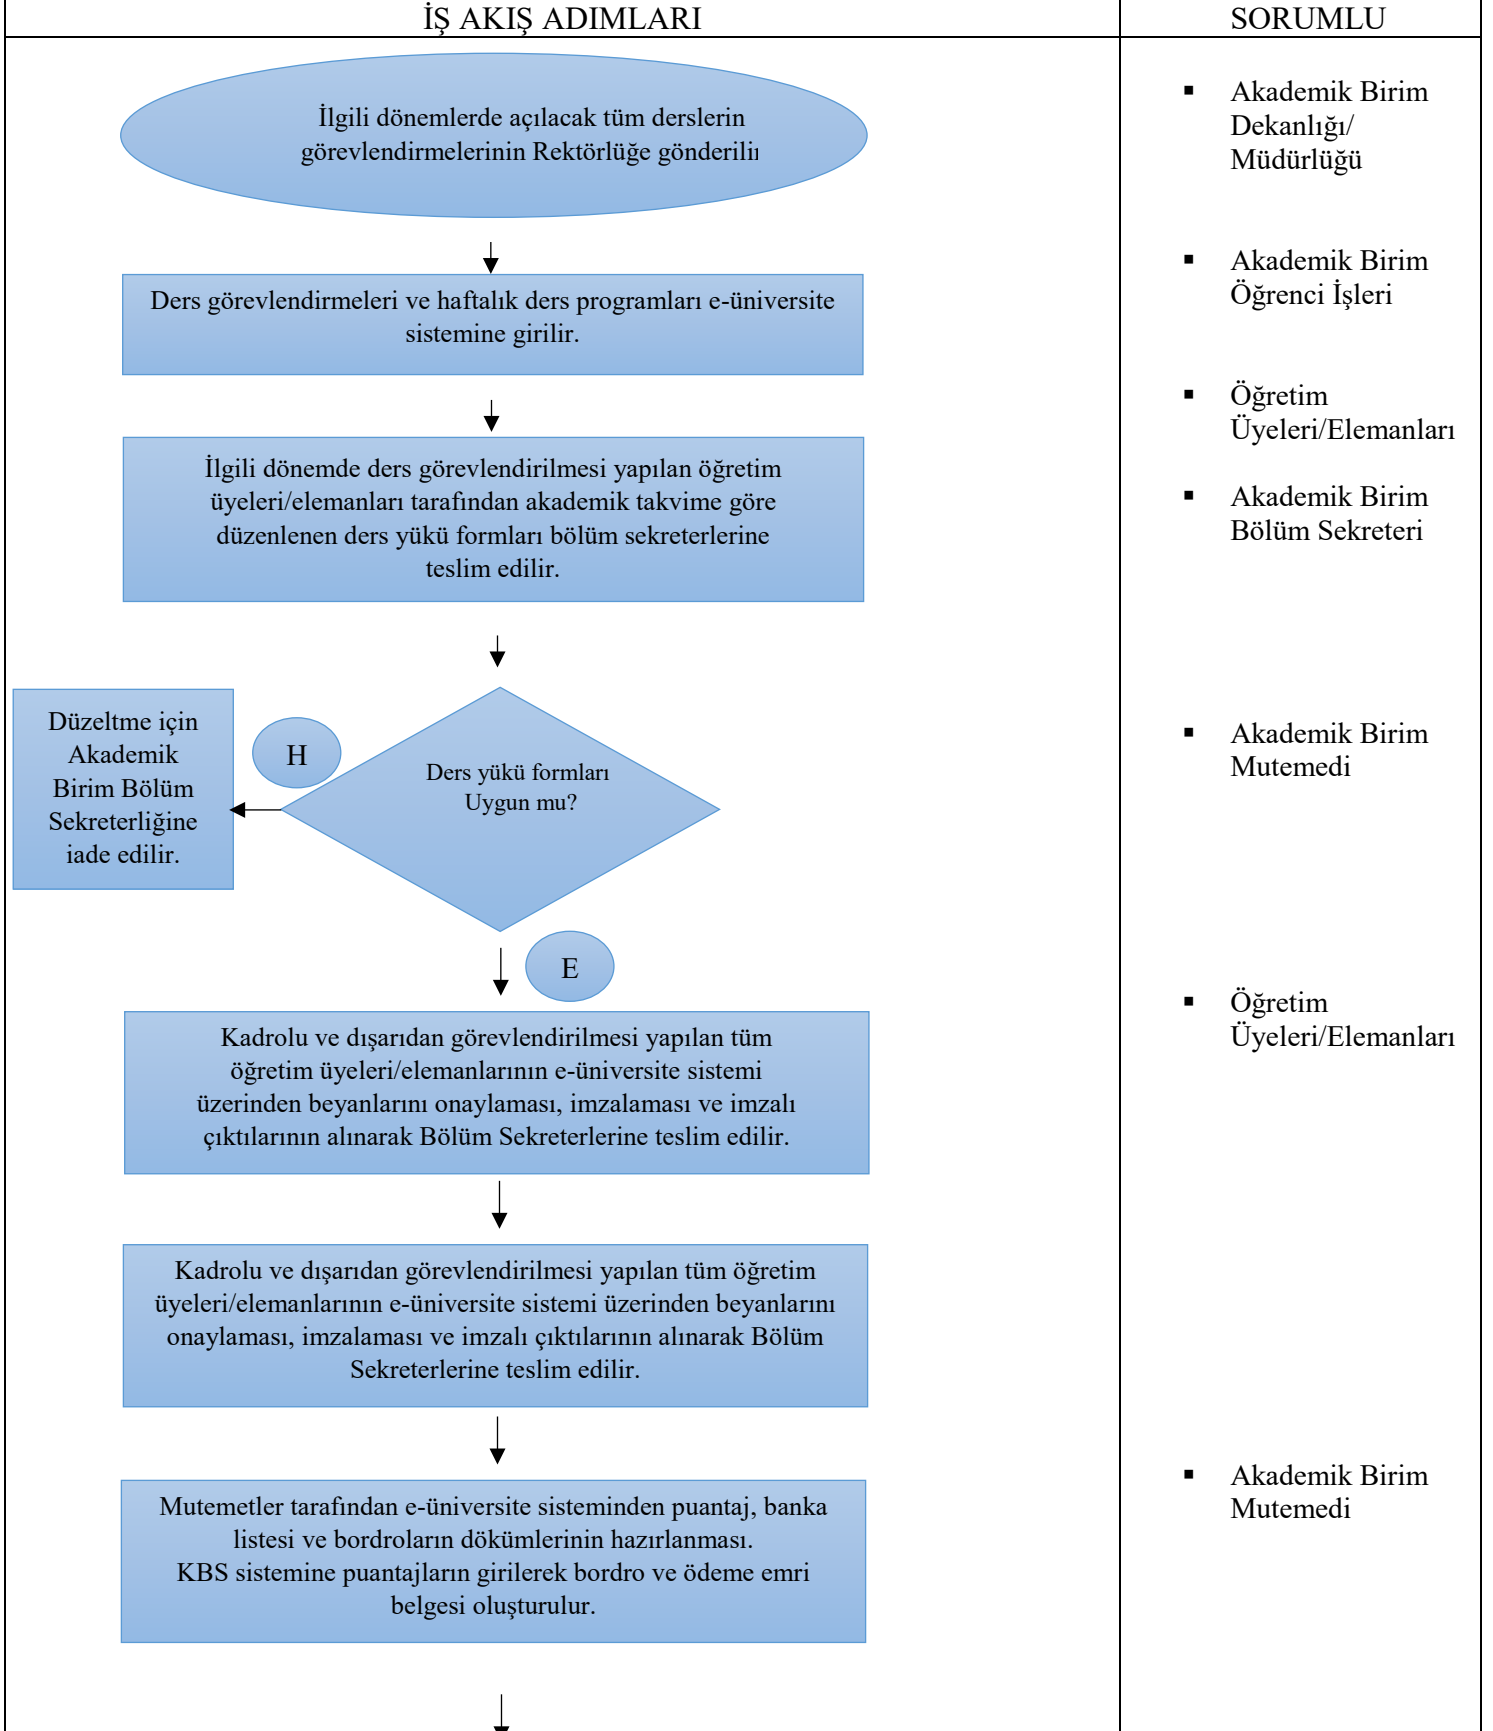 İŞ AKIŞ ADIMLARI
SORUMLU
İlgili dönemlerde açılacak tüm derslerin
görevlendirmelerinin Rektörlüğe
▪ Akademik Birim
Dekanlığı/
Müdürlüğü
Ders görevlendirmeleri ve haftalık ders programları e-üniversite
sistemine girilir.
▪ Akademik Birim
Öğrenci İşleri
İlgili dönemde ders görevlendirilmesi yapılan öğretim
üyeleri/elemanları tarafından akademik takvime göre
düzenlenen ders yükü formları bölüm sekreterlerine
teslim edilir.
▪ Öğretim
Üyeleri/Elemanları
▪ Akademik Birim
Bölüm Sekreteri
Düzeltme için
Akademik
Birim Bölüm
Sekreterliğine
iade edilir.
H
Ders yükü formları
Uygun mu?
▪ Akademik Birim
Mutemedi
E
Kadrolu ve dışarıdan görevlendirilmesi yapılan tüm
öğretim üyeleri/elemanlarının e-üniversite sistemi
üzerinden beyanlarını onaylaması, imzalaması ve imzalı
çıktılarının alınarak Bölüm Sekreterlerine teslim edilir.
▪ Öğretim
Üyeleri/Elemanları
Kadrolu ve dışarıdan görevlendirilmesi yapılan tüm öğretim
üyeleri/elemanlarının e-üniversite sistemi üzerinden beyanlarını
onaylaması, imzalaması ve imzalı çıktılarının alınarak Bölüm
Sekreterlerine teslim edilir.
Mutemetler tarafından e-üniversite sisteminden puantaj, banka
listesi ve bordroların dökümlerinin hazırlanması.
KBS sistemine puantajların girilerek bordro ve ödeme emri
belgesi oluşturulur.
▪ Akademik Birim
Mutemedi